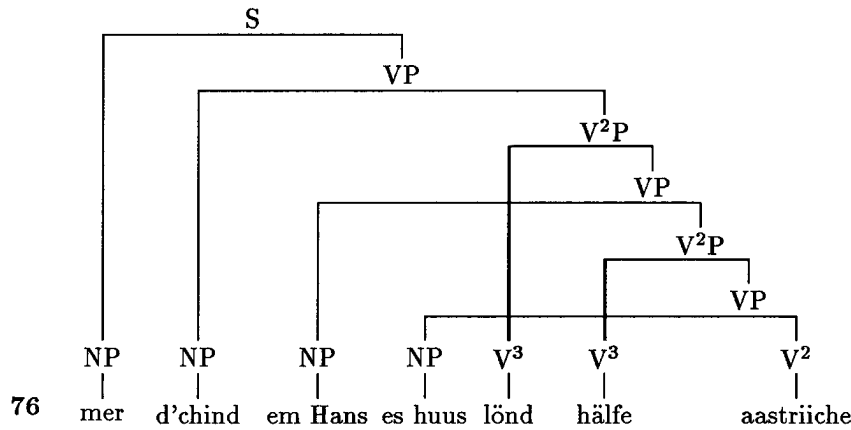 S
VP
V²P
VP
V²P
VP
NP NP NP NP V³ V³ V²
76 mer d'chind em Hans es huus lönd hälfe aastriiche